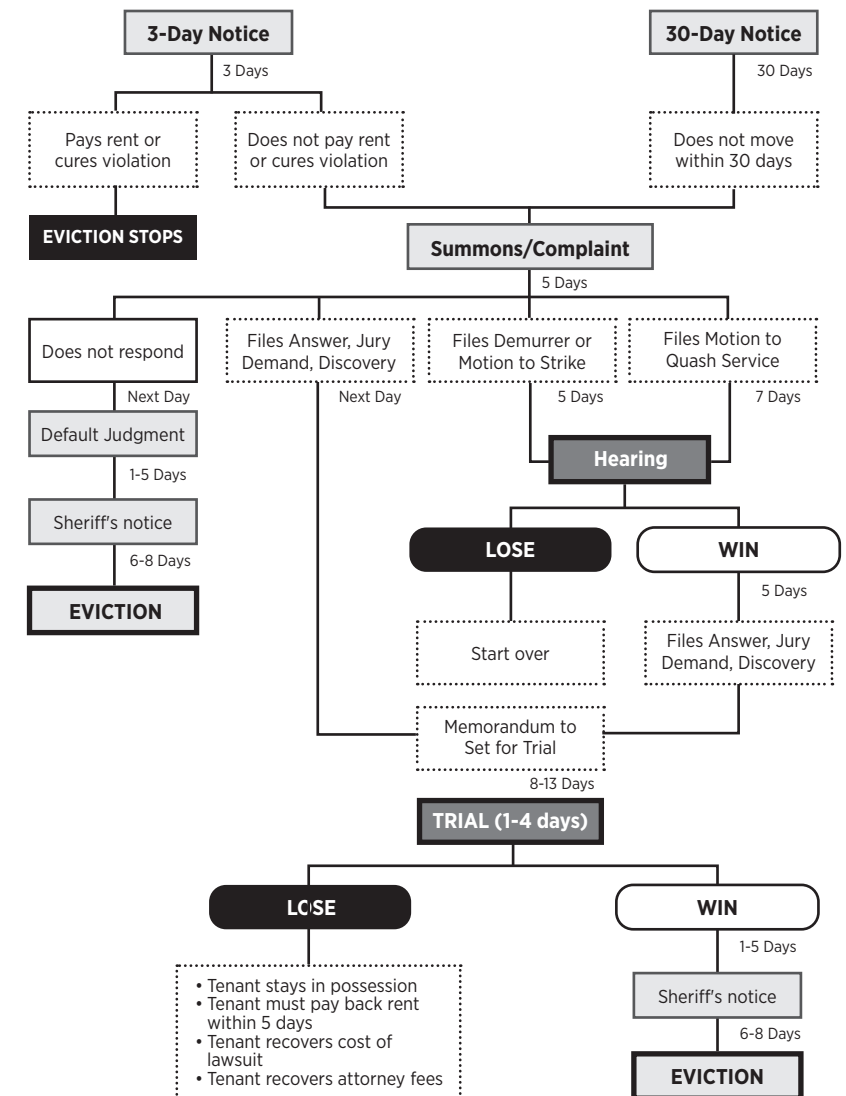 3-Day Notice
30-Day Notice
3 Days
30 Days
Pays rent or
cures violation
Does not pay rent
or cures violation
Does not move
within 30 days
EVICTION STOPS
Summons/Complaint
5 Days
Does not respond
Files Answer, Jury
Demand, Discovery
Files Demurrer or
Motion to Strike
Files Motion to
Quash Service
Next Day
Next Day
5 Days
7 Days
Default Judgment
Hearing
1-5 Days
Sheriff's notice
LOSE
WIN
6-8 Days
5 Days
EVICTION
Start over
Files Answer, Jury
Demand, Discovery
Memorandum to
Set for Trial
8-13 Days
TRIAL (1-4 days)
LOSE
WIN
1-5 Days
• Tenant stays in possession
• Tenant must pay back rent
within 5 days
• Tenant recovers cost of
lawsuit
• Tenant recovers attorney fees
Sheriff's notice
6-8 Days
EVICTION